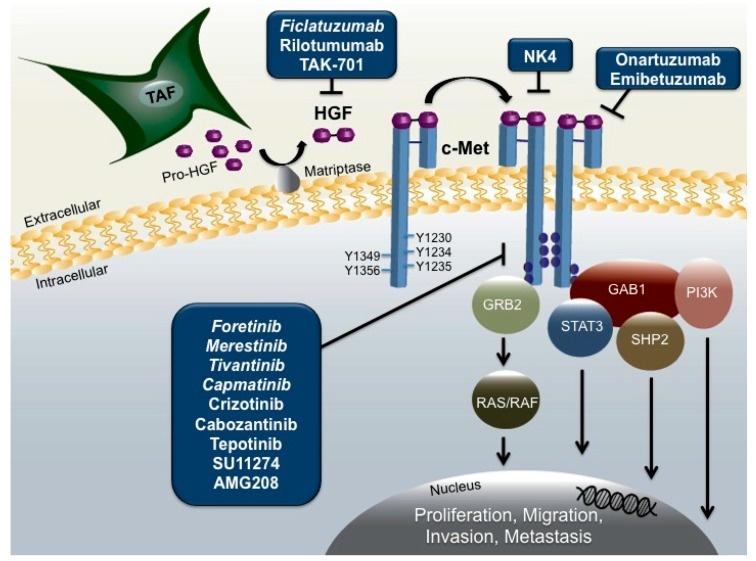 Ficlatuzumab
Rilotumumab
TAK-701
NK4
Onartuzumab
Emibetuzumab
TAF
HGF
Pro-HGF
Matriptase
c-Met
Extracellular
Intracellular
Y1230
Y1349
Y1234
Y1356
Y1235
GRB2
GAB1
PI3K
STAT3
SHP2
Foretinib
Merestinib
Tivantinib
Capmatinib
Crizotinib
Cabozantinib
Tepotinib
SU11274
AMG208
RAS/RAF
Nucleus
Proliferation, Migration,
Invasion, Metastasis